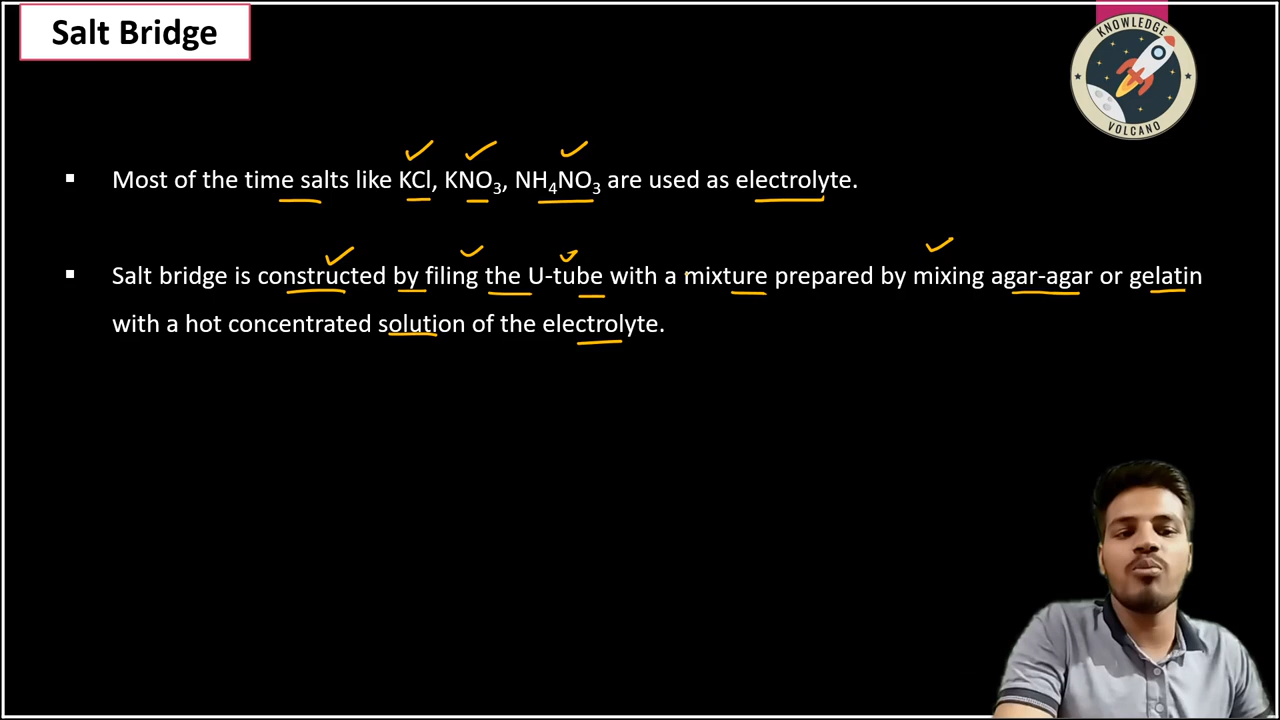 Salt Bridge
KNOWLEDGE
VOLCANO
▪ Most of the time salts like KCl, KNO₃, NH₄NO₃ are used as electrolyte.
▪ Salt bridge is constructed by filing the U-tube with a mixture prepared by mixing agar-agar or gelatin
with a hot concentrated solution of the electrolyte.